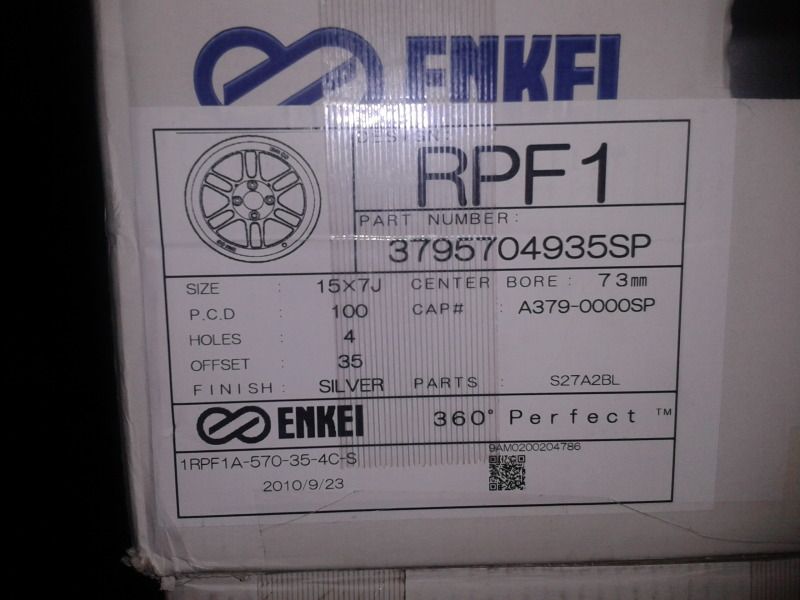 ENKEI
DESIGN:
RPF1
PART NUMBER:
3795704935SP
SIZE : 15X7J CENTER BORE: 73mm
P.C.D : 100 CAP# : A379-0000SP
HOLES : 4
OFFSET : 35
FINISH: SILVER PARTS : S27A2BL
ENKEI 360° Perfect ™
1RPF1A-570-35-4C-S 9AM0200204786
2010/9/23